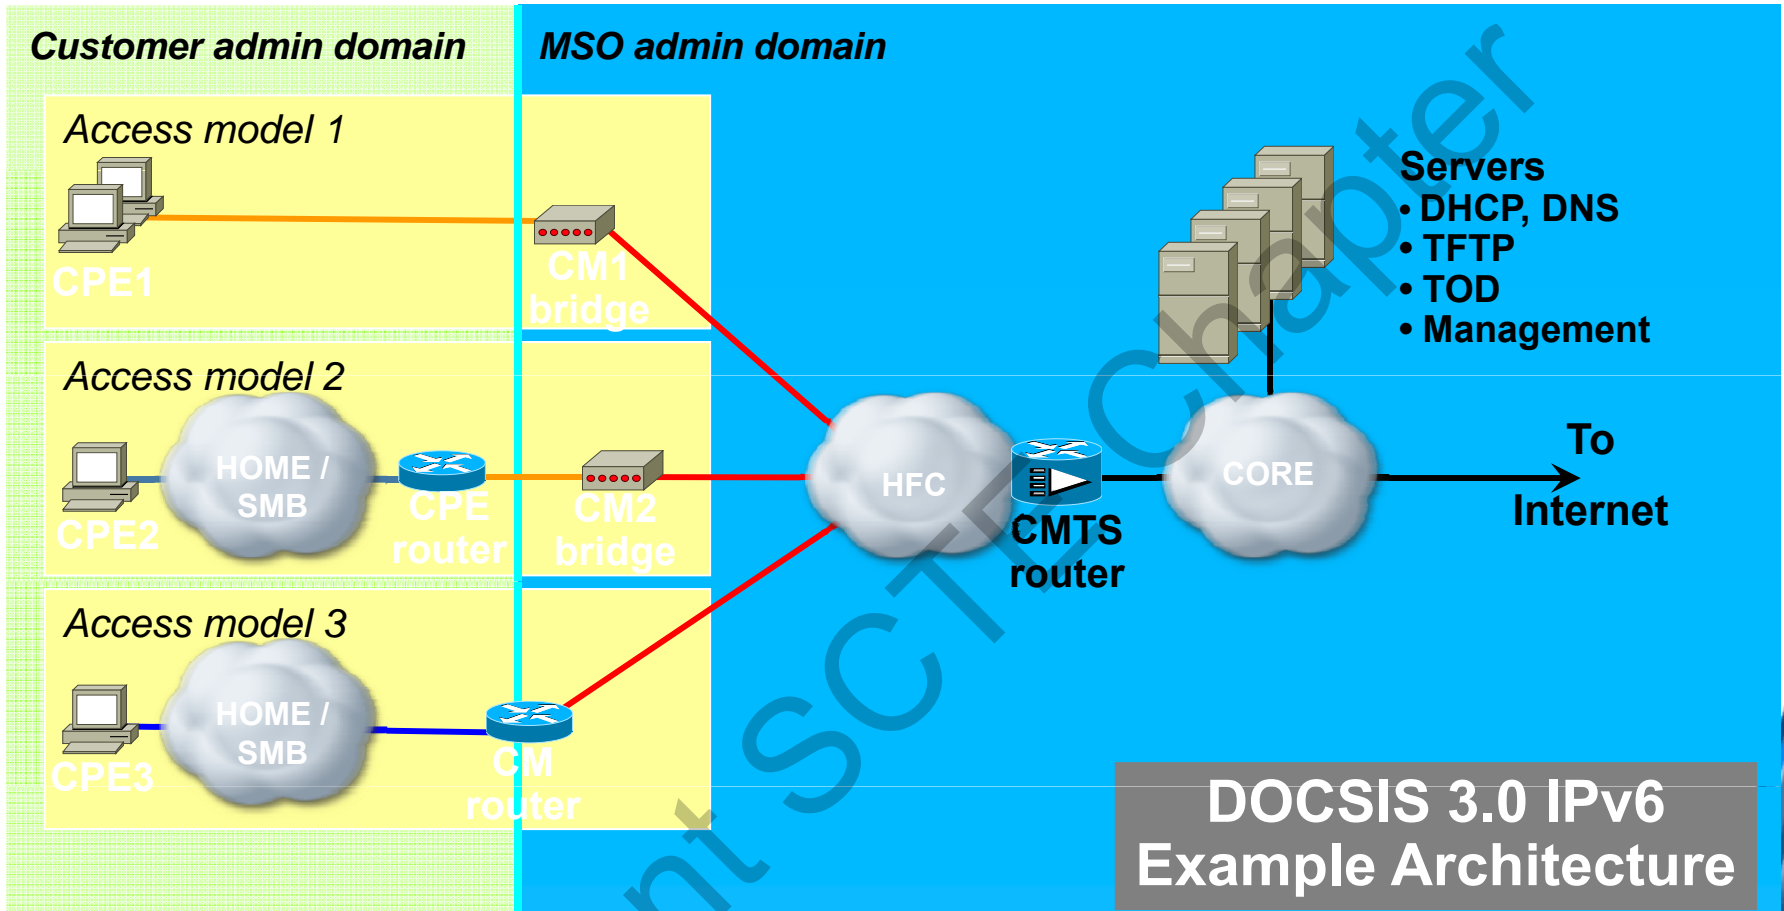 Customer admin domain
MSO admin domain
Access model 1
CPE1
CM1
bridge
Access model 2
HOME /
SMB
CPE2
CPE
router
CM2
bridge
Access model 3
HOME /
SMB
CPE3
CM
router
HFC
CMTS
router
CORE
Servers
• DHCP, DNS
• TFTP
• TOD
• Management
To
Internet
DOCSIS 3.0 IPv6
Example Architecture
nt SCTE Chapter